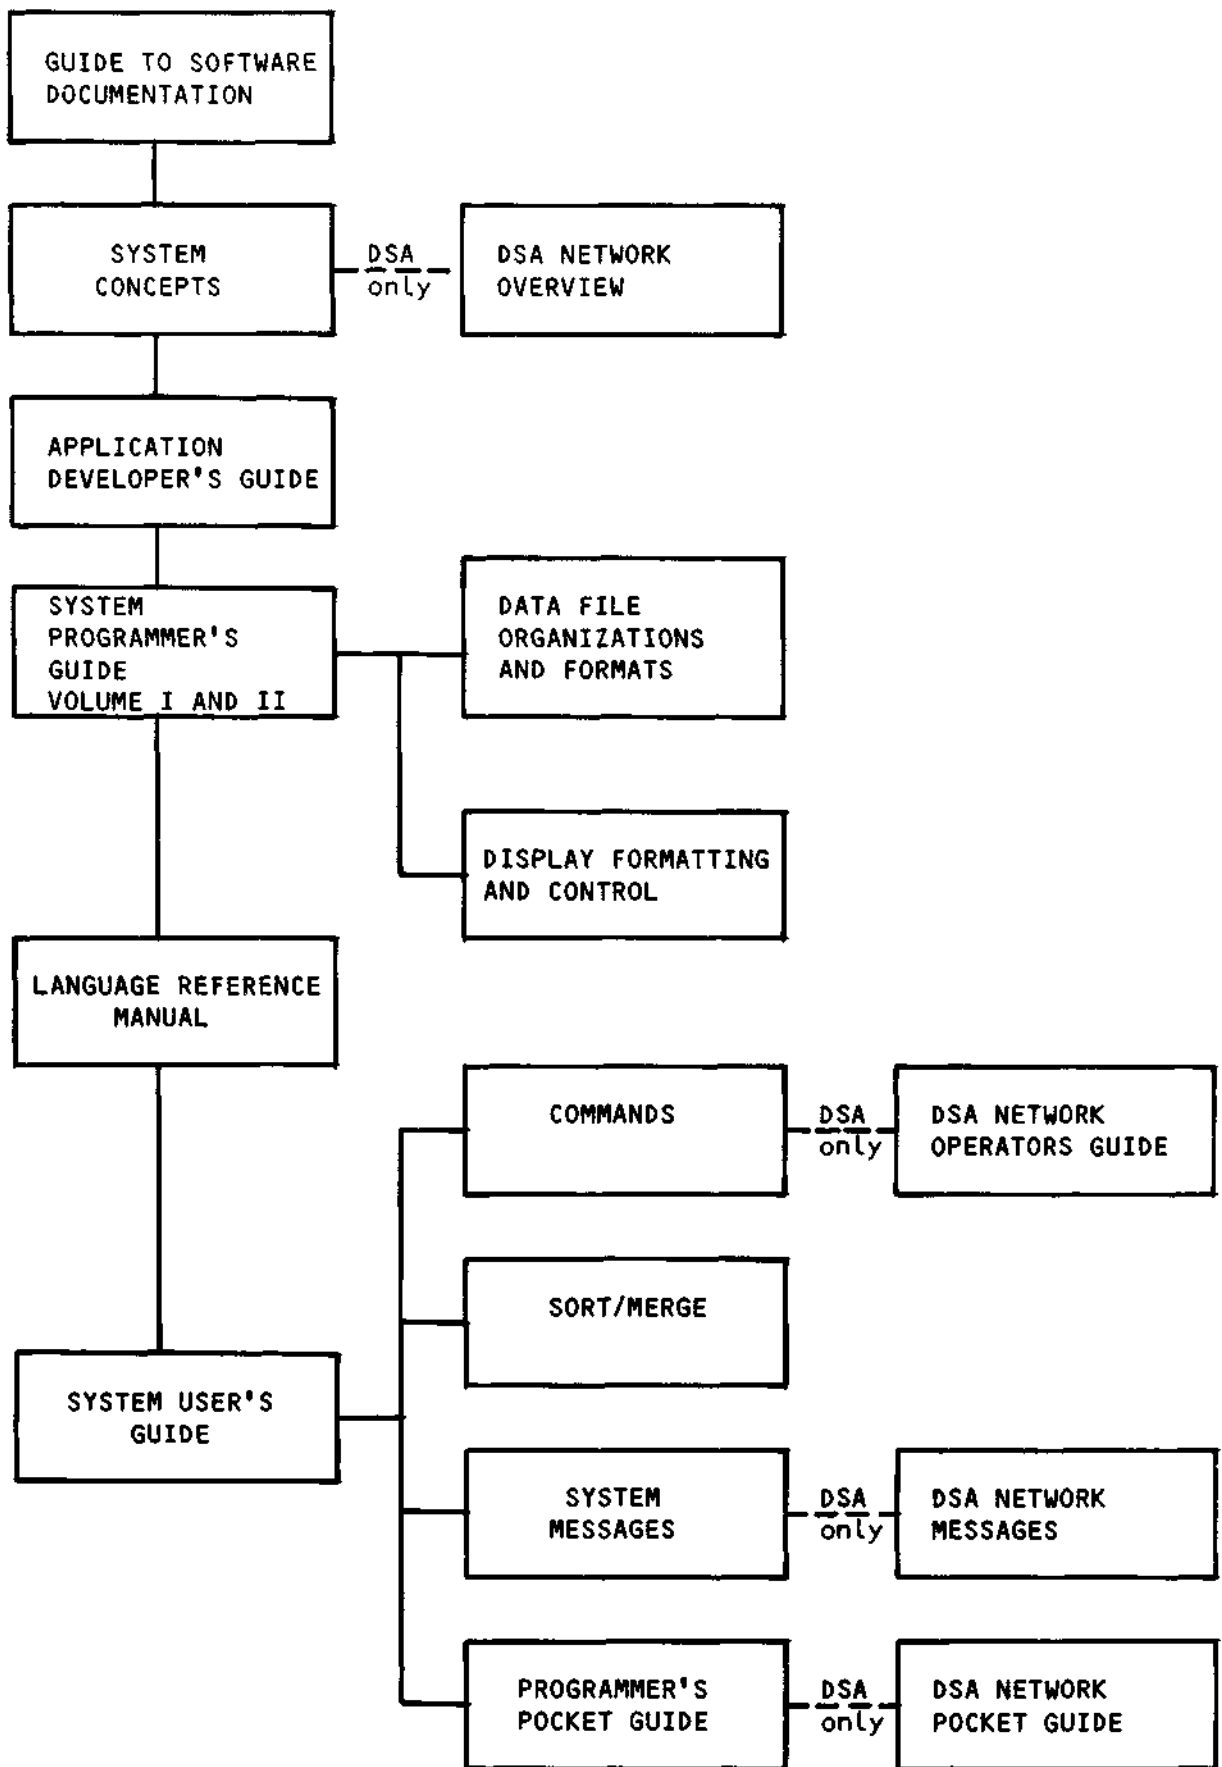 GUIDE TO SOFTWARE
DOCUMENTATION
SYSTEM
CONCEPTS
DSA
only
DSA NETWORK
OVERVIEW
APPLICATION
DEVELOPER'S GUIDE
SYSTEM
PROGRAMMER'S
GUIDE
VOLUME I AND II
DATA FILE
ORGANIZATIONS
AND FORMATS
DISPLAY FORMATTING
AND CONTROL
LANGUAGE REFERENCE
MANUAL
COMMANDS
DSA
only
DSA NETWORK
OPERATORS GUIDE
SORT/MERGE
SYSTEM USER'S
GUIDE
SYSTEM
MESSAGES
DSA
only
DSA NETWORK
MESSAGES
PROGRAMMER'S
POCKET GUIDE
DSA
only
DSA NETWORK
POCKET GUIDE